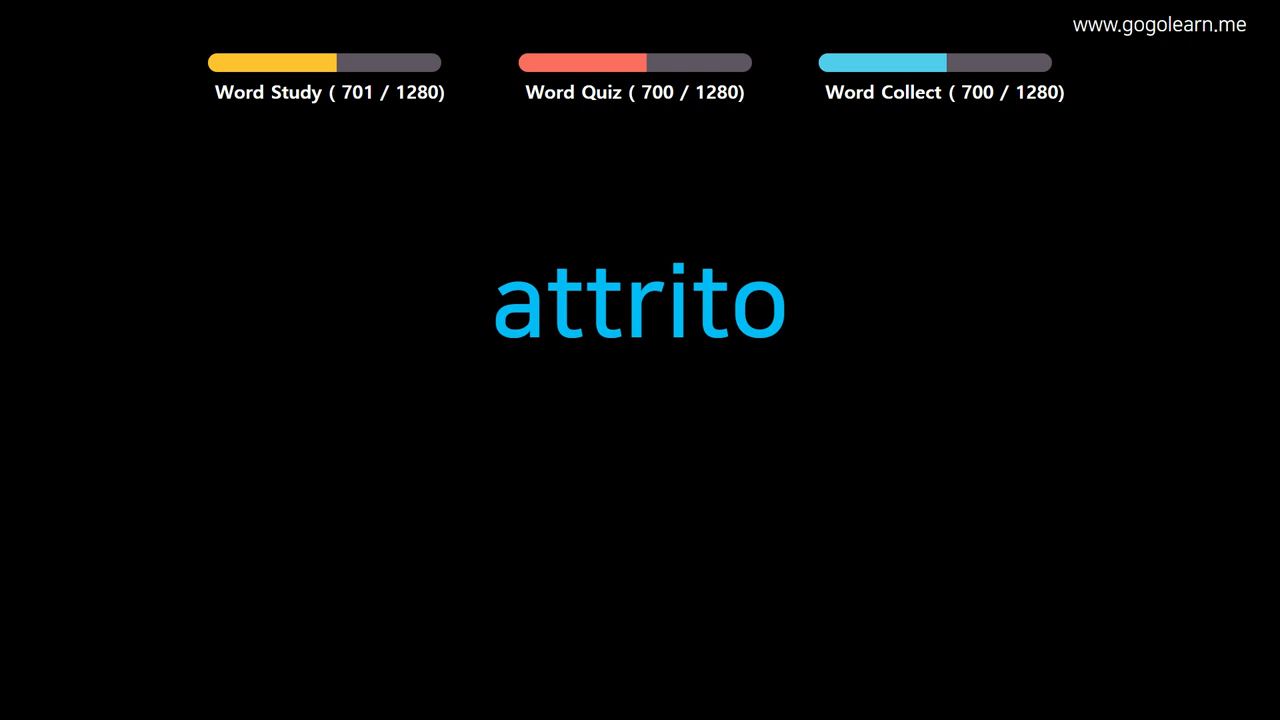 www.gogolearn.me
Word Study ( 701 / 1280)
Word Quiz ( 700 / 1280)
Word Collect ( 700 / 1280)
attrito